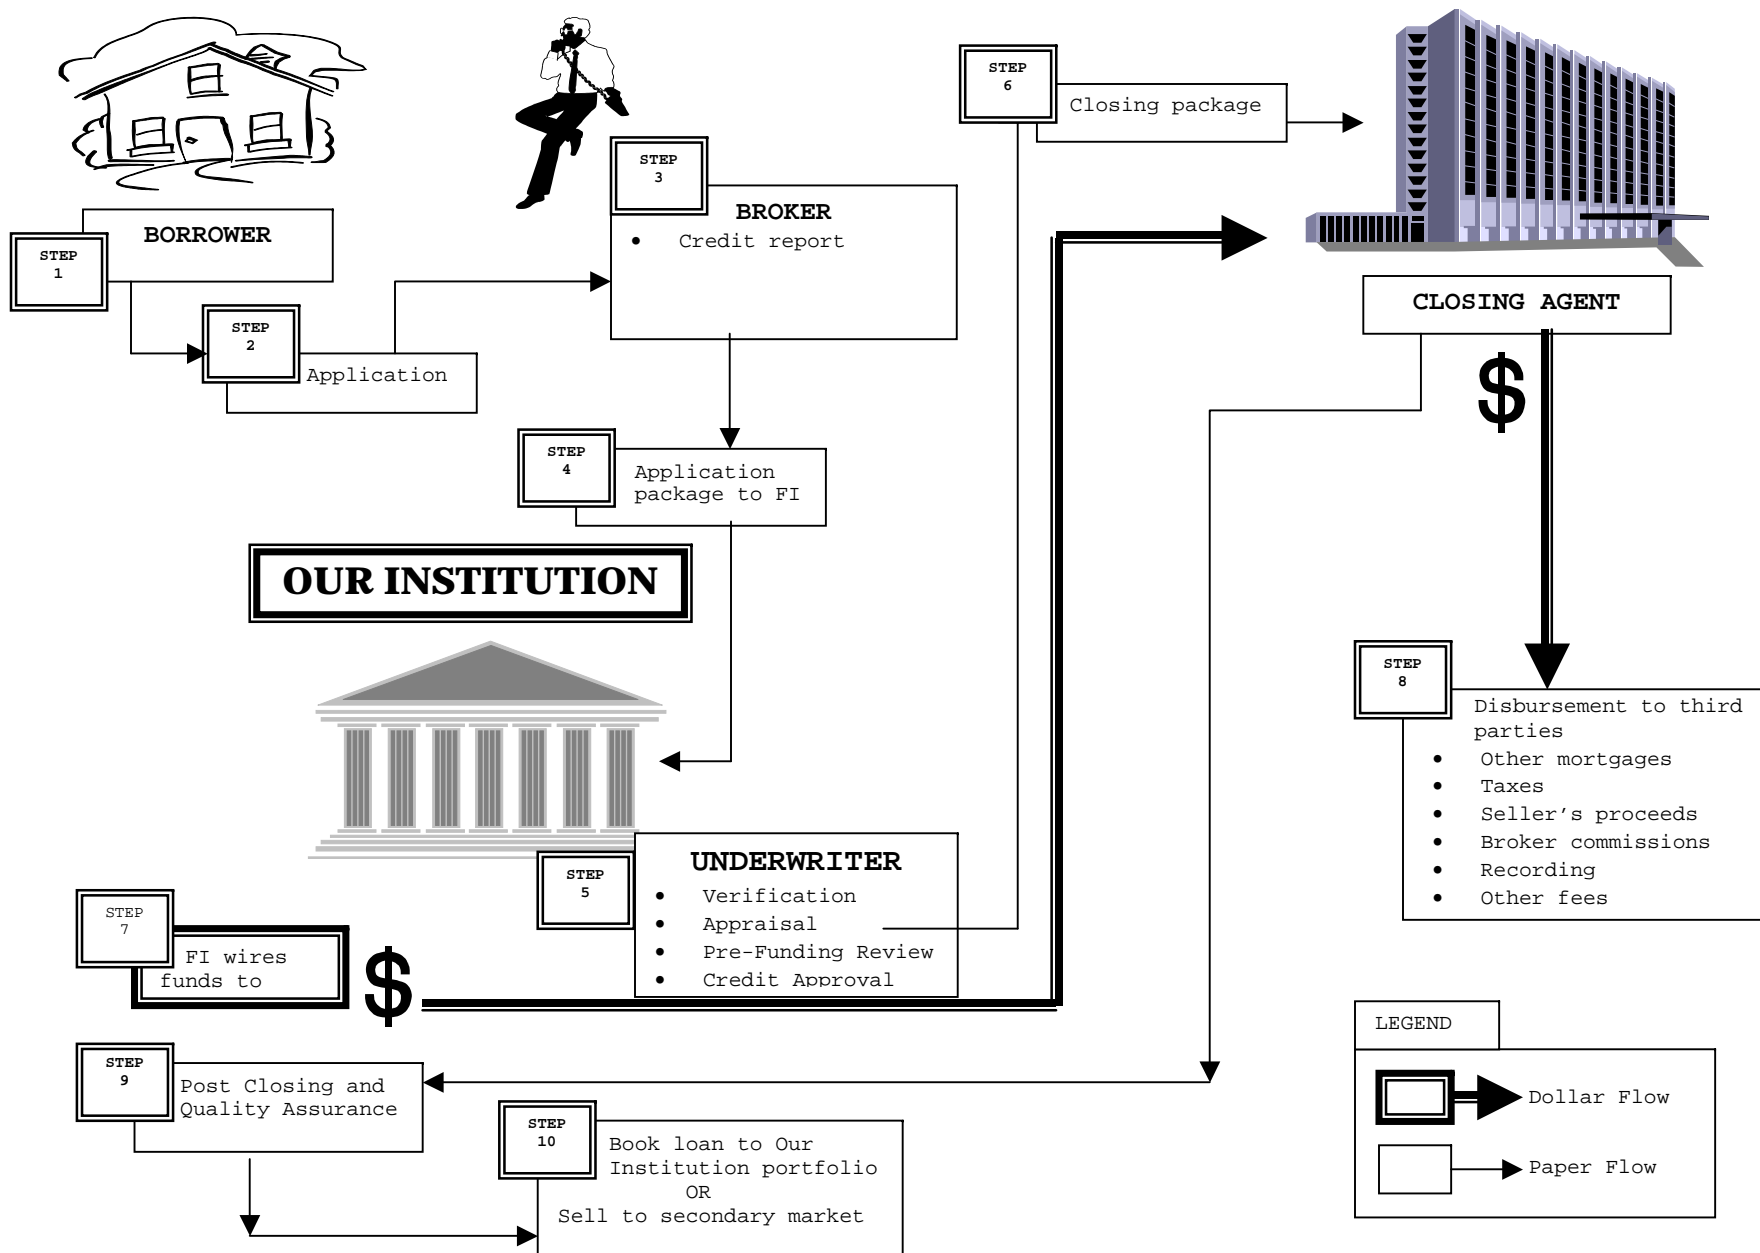 STEP
1
BORROWER
STEP
2
Application
STEP
3
BROKER
• Credit report
STEP
4
Application
package to FI
OUR INSTITUTION
STEP
5
UNDERWRITER
• Verification
• Appraisal
• Pre-Funding Review
• Credit Approval
STEP
6
Closing package
CLOSING AGENT
$
STEP
7
FI wires
funds to
$
STEP
8
Disbursement to third
parties
• Other mortgages
• Taxes
• Seller's proceeds
• Broker commissions
• Recording
• Other fees
STEP
9
Post Closing and
Quality Assurance
STEP
10
Book loan to Our
Institution portfolio
OR
Sell to secondary market
LEGEND
Dollar Flow
Paper Flow